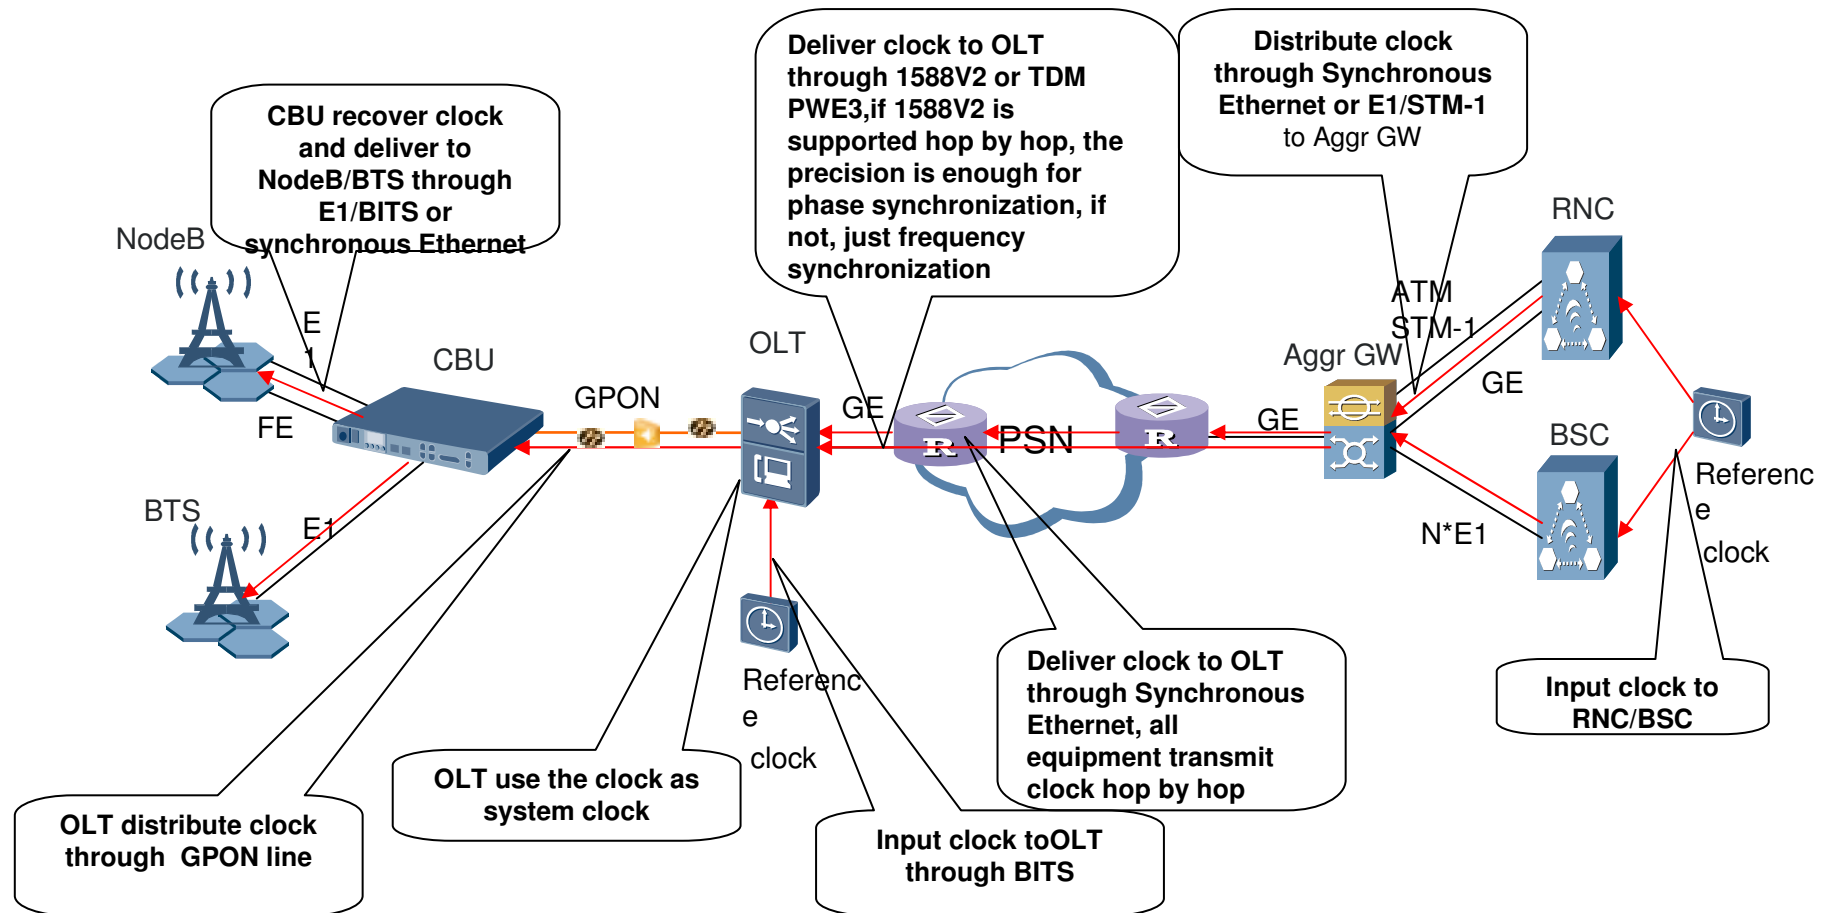 Deliver clock to OLT
through 1588V2 or TDM
PWE3,if 1588V2 is
supported hop by hop, the
precision is enough for
phase synchronization, if
not, just frequency
synchronization
Distribute clock
through Synchronous
Ethernet or E1/STM-1
to Aggr GW
CBU recover clock
and deliver to
NodeB/BTS through
E1/BITS or
synchronous Ethernet
NodeB
RNC
ATM
STM-1
E
1
CBU
OLT
Aggr GW
GE
GPON
GE
GE
FE
PSN
R
R
BSC
Referenc
e
clock
BTS
E1
N*E1
Referenc
e
clock
Deliver clock to OLT
through Synchronous
Ethernet, all
equipment transmit
clock hop by hop
Input clock to
RNC/BSC
OLT use the clock as
system clock
OLT distribute clock
through  GPON line
Input clock toOLT
through BITS